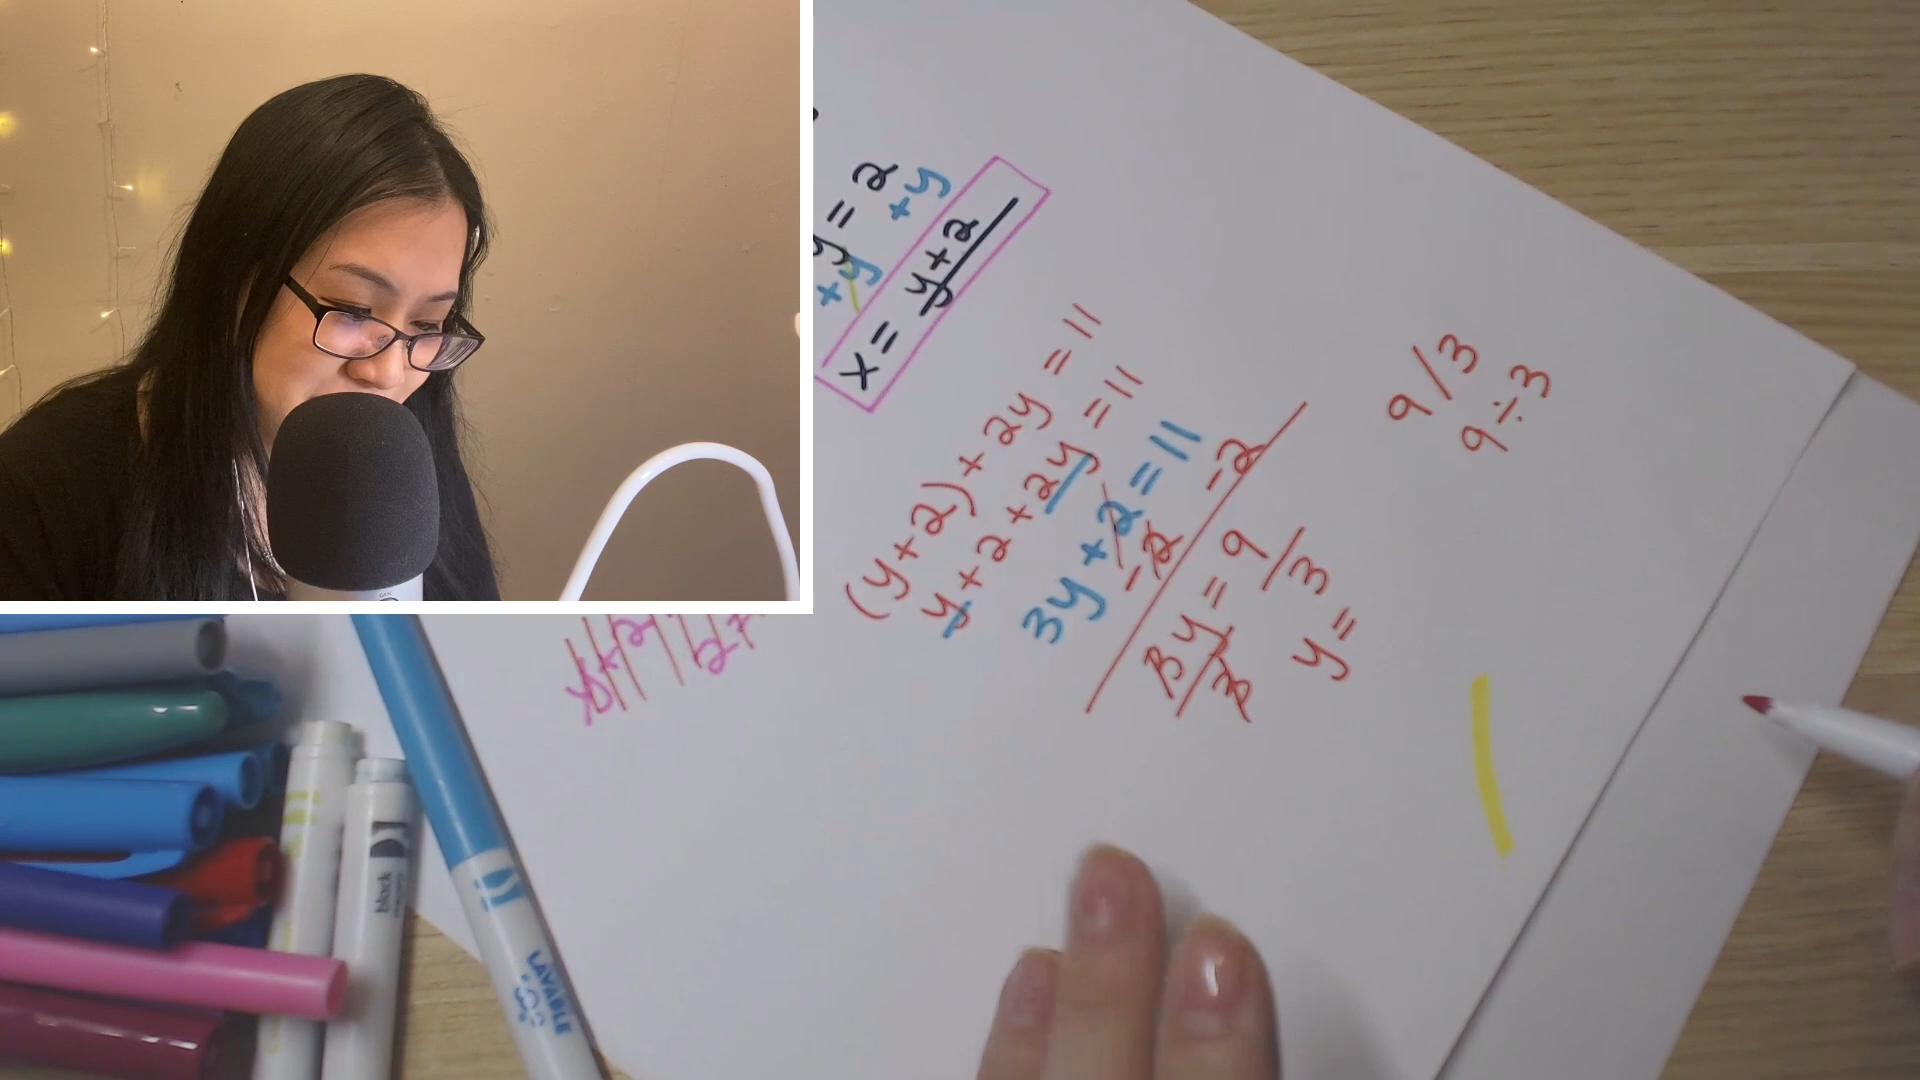 y = 2
+y +y
x = y+2
(y+2) + 2y = 11
y + 2 + 2y = 11
3y + 2 = 11
-2 -2
3y = 9
3 3
y =
9/3
9÷3
black